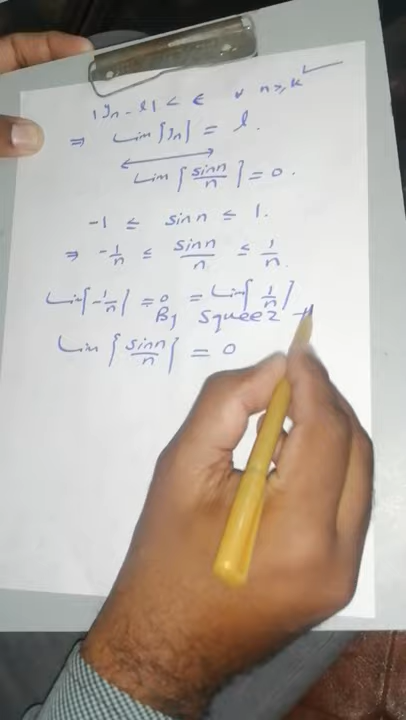 |yn - l| < ε ∀ n ≥ k
⇒ Lim {yn} = l.
Lim {sin n/n} = 0.
-1 ≤ sin n ≤ 1.
⇒ -1/n ≤ sin n/n ≤ 1/n.
Lim {-1/n} = 0 = Lim {1/n}
By Squeez
Lim {sin n/n} = 0